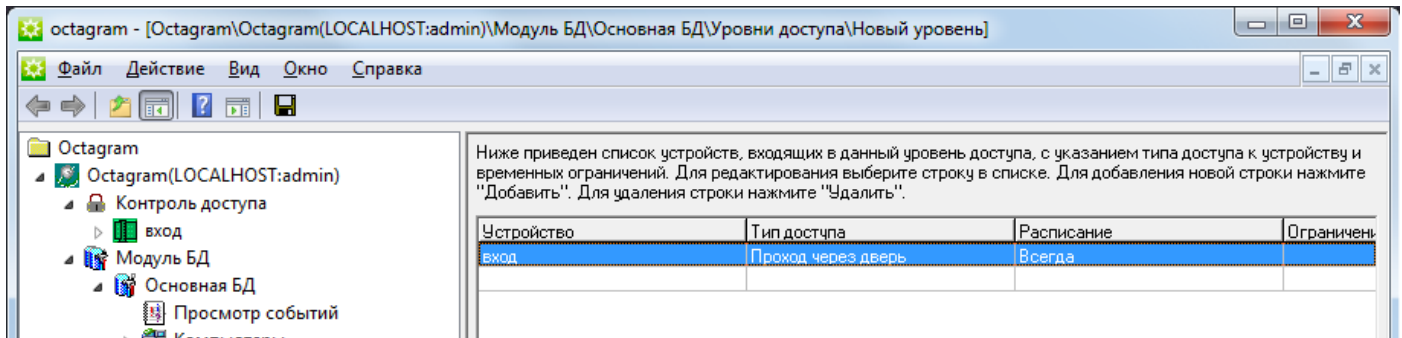 octagram - [Octagram\Octagram(LOCALHOST:admin)\Модуль БД\Основная БД\Уровни доступа\Новый уровень]
Файл Действие Вид Окно Справка
Octagram
Octagram(LOCALHOST:admin)
Контроль доступа
вход
Модуль БД
Основная БД
Просмотр событий
Ниже приведен список устройств, входящих в данный уровень доступа, с указанием типа доступа к устройству и
временных ограничений. Для редактирования выберите строку в списке. Для добавления новой строки нажмите
"Добавить". Для удаления строки нажмите "Удалить".
Устройство Тип доступа Расписание Ограничени
вход Проход через дверь Всегда